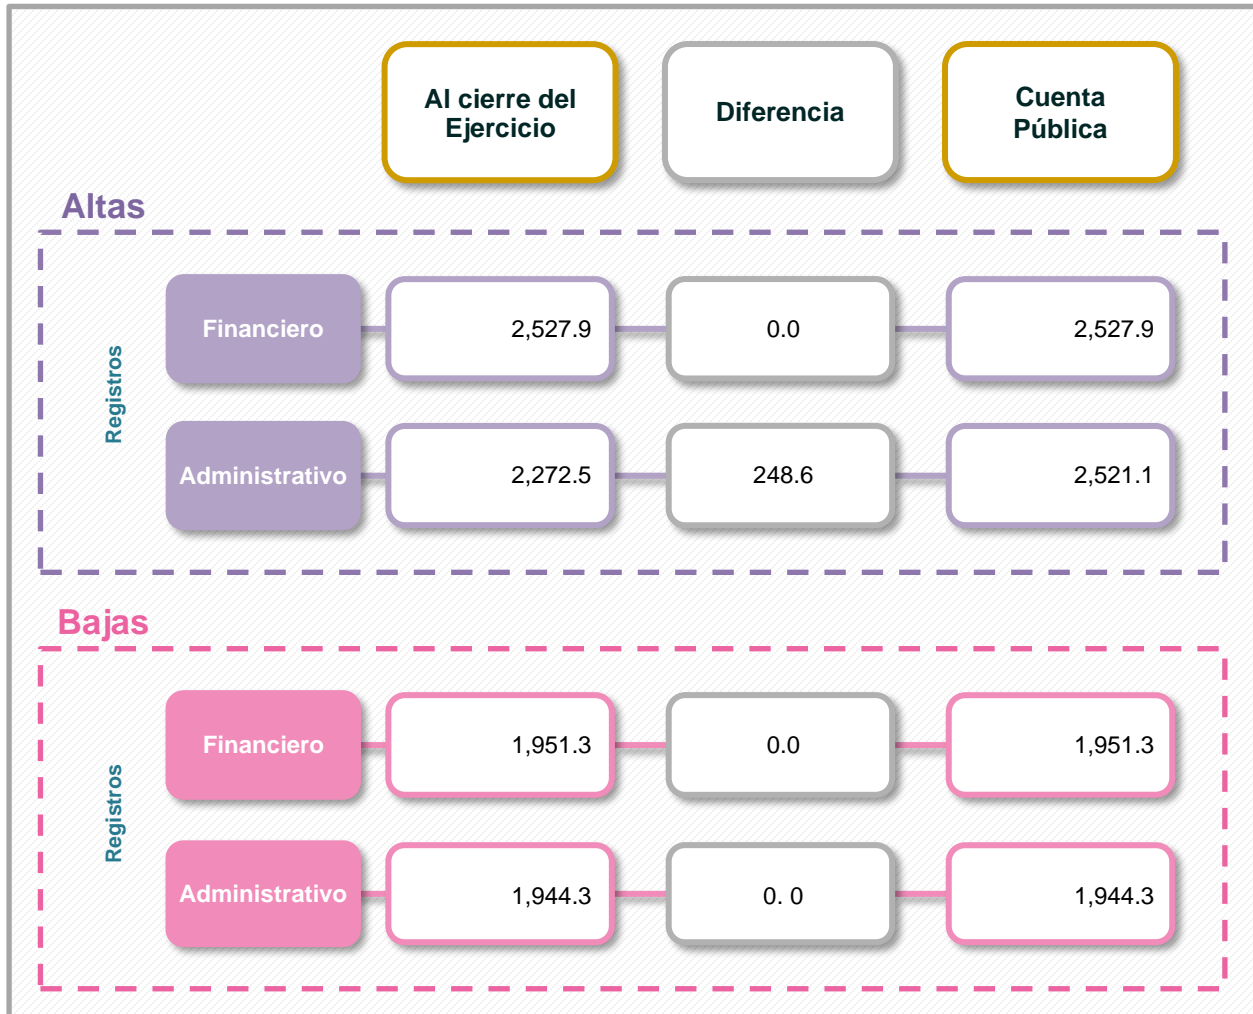 Al cierre del
Ejercicio
Diferencia
Cuenta
Pública
Altas
Registros
Financiero
2,527.9
0.0
2,527.9
Administrativo
2,272.5
248.6
2,521.1
Bajas
Registros
Financiero
1,951.3
0.0
1,951.3
Administrativo
1,944.3
0. 0
1,944.3